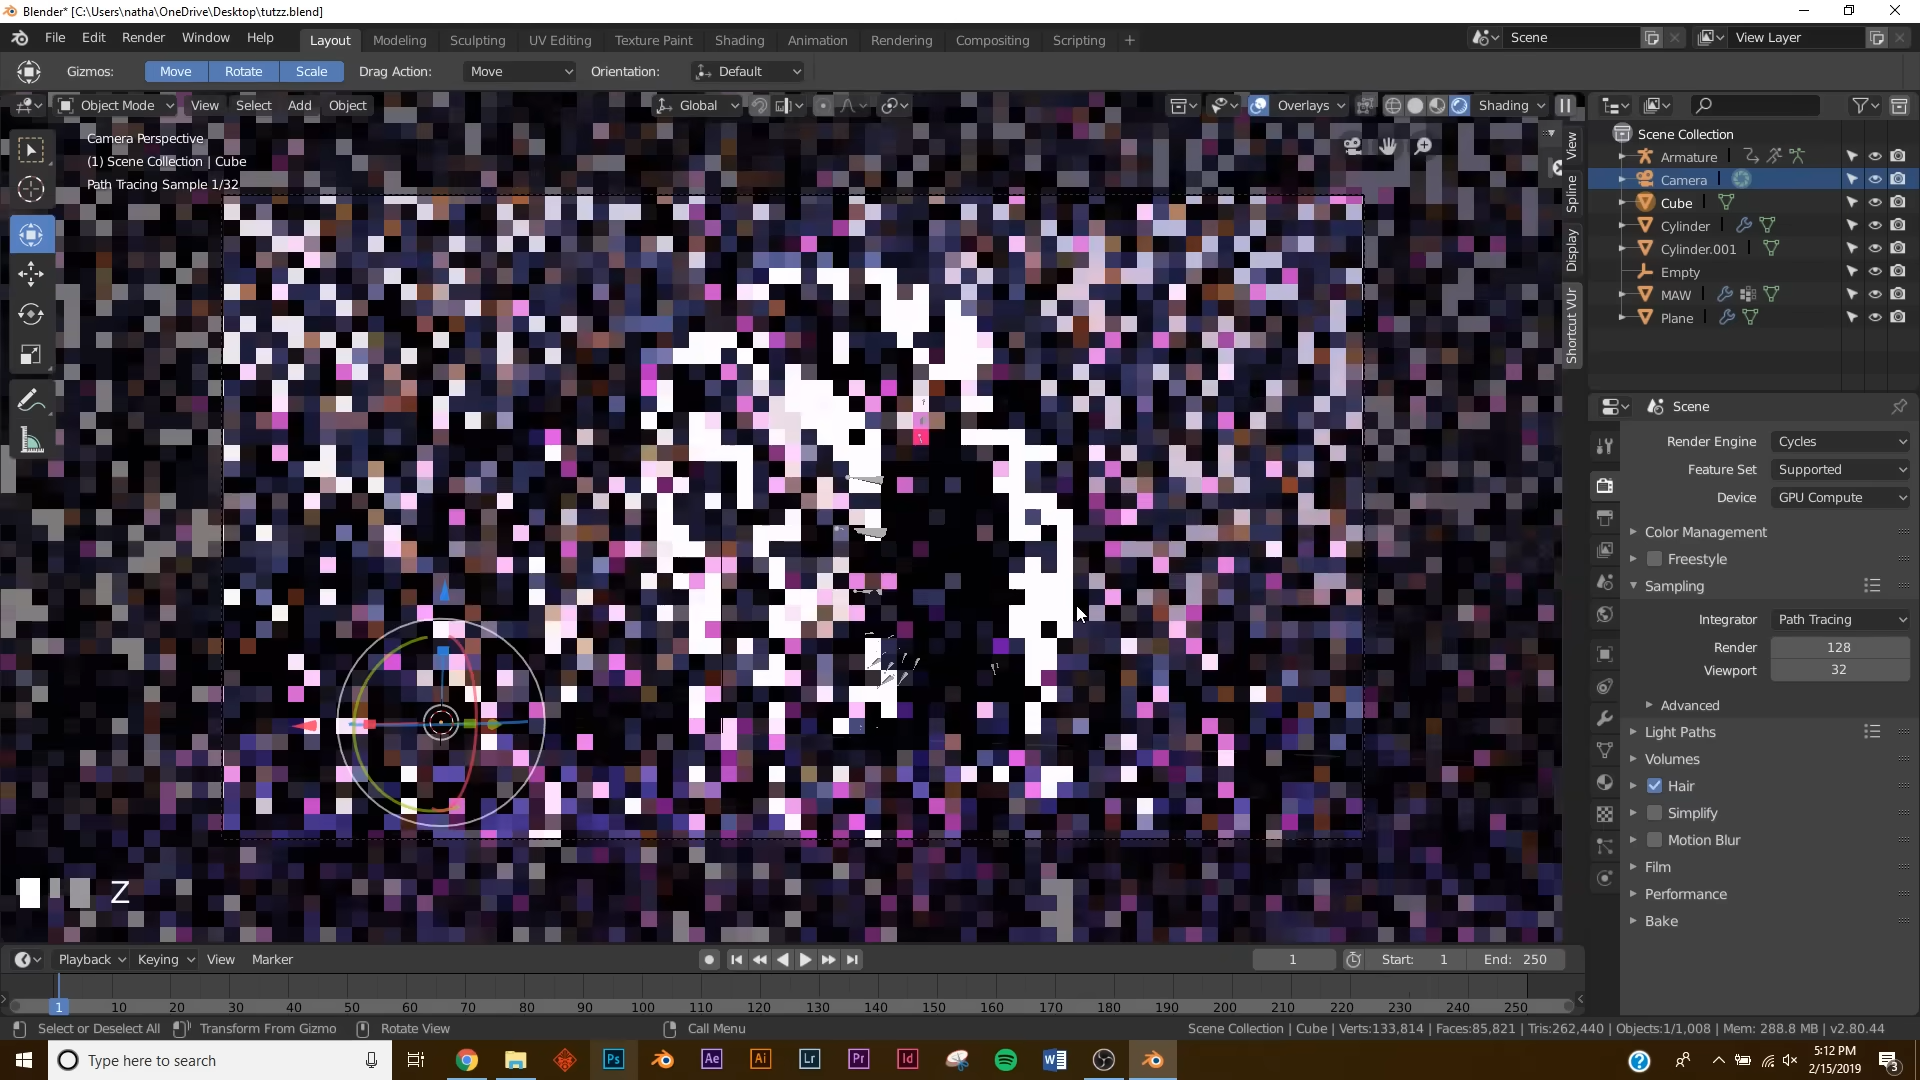 Blender* [C:\Users\natha\OneDrive\Desktop\tutzz.blend]
File Edit Render Window Help
Layout Modeling Sculpting UV Editing Texture Paint Shading Animation Rendering Compositing Scripting +
Scene
View Layer
Gizmos: Move Rotate Scale Drag Action: Move Orientation: Default
Object Mode View Select Add Object
Global
Overlays
Shading
Camera Perspective
(1) Scene Collection | Cube
Path Tracing Sample 1/32
View
Spline
Display
Shortcut VUr
Z
Scene Collection
Armature
Camera
Cube
Cylinder
Cylinder.001
Empty
MAW
Plane
Scene
Render Engine Cycles
Feature Set Supported
Device GPU Compute
Color Management
Freestyle
Sampling
Integrator Path Tracing
Render 128
Viewport 32
Advanced
Light Paths
Volumes
Hair
Simplify
Motion Blur
Film
Performance
Bake
Playback Keying View Marker
1 Start: 1 End: 250
1 10 20 30 40 50 60 70 80 90 100 110 120 130 140 150 160 170 180 190 200 210 220 230 240 250
Select or Deselect All Transform From Gizmo Rotate View Call Menu
Scene Collection | Cube | Verts:133,814 | Faces:85,821 | Tris:262,440 | Objects:1/1,008 | Mem: 288.8 MB | v2.80.44
Type here to search
Ps Ae Ai Lr Pr Id
5:12 PM
2/15/2019
3